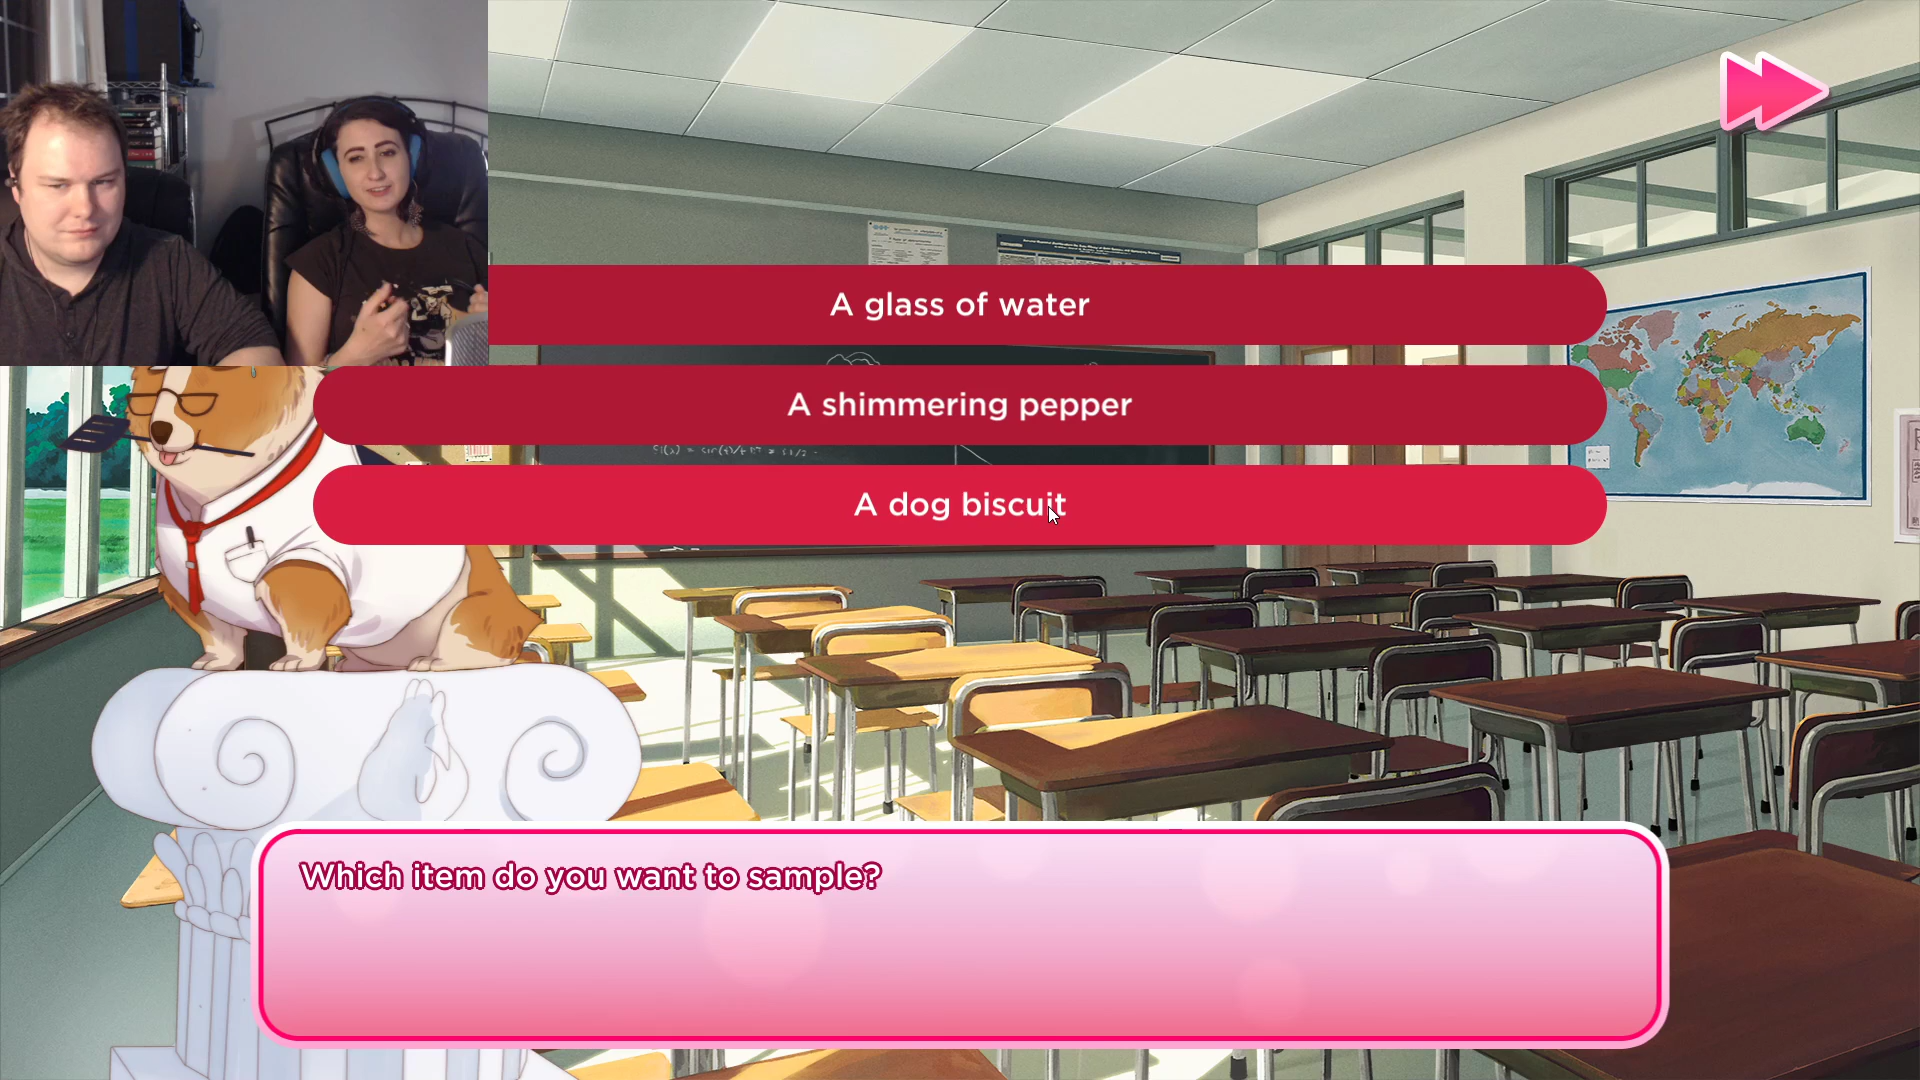 A glass of water
A shimmering pepper
A dog biscuit
Which item do you want to sample?